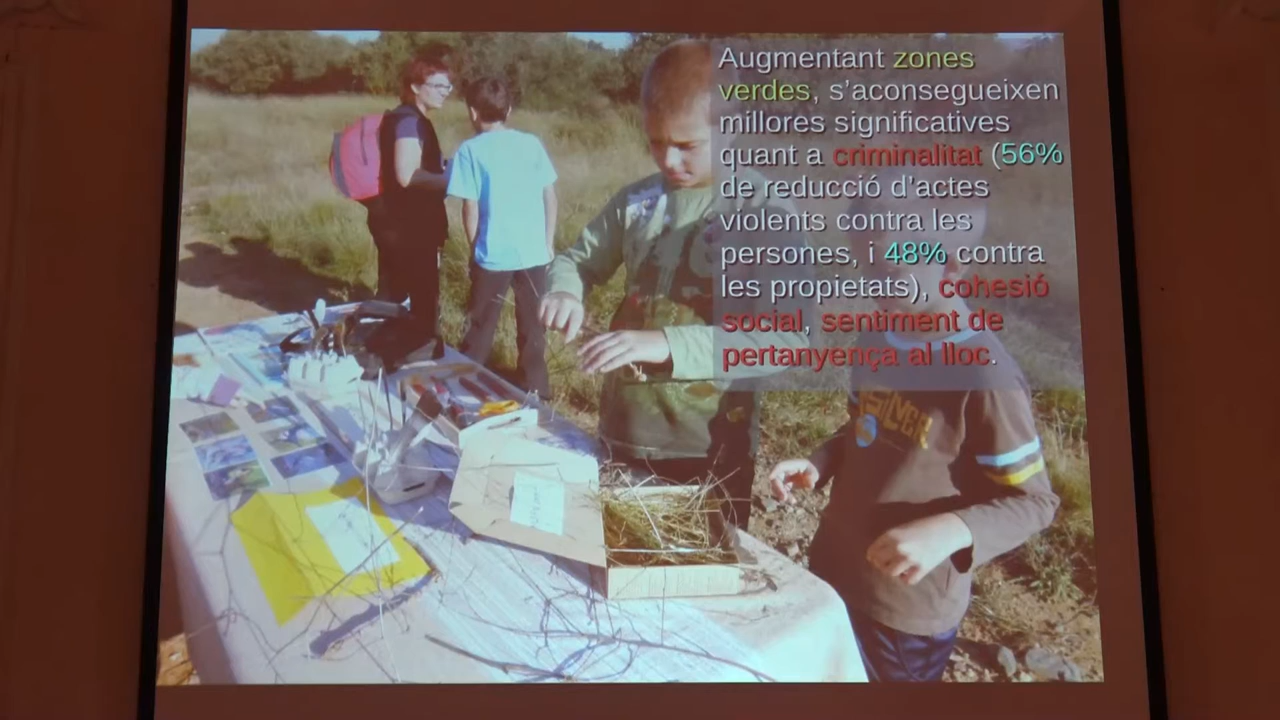 Augmentant zones
verdes, s'aconsegueixen
millores significatives
quant a criminalitat (56%
de reducció d'actes
violents contra les
persones, i 48% contra
les propietats), cohesió
social, sentiment de
pertanyença al lloc.